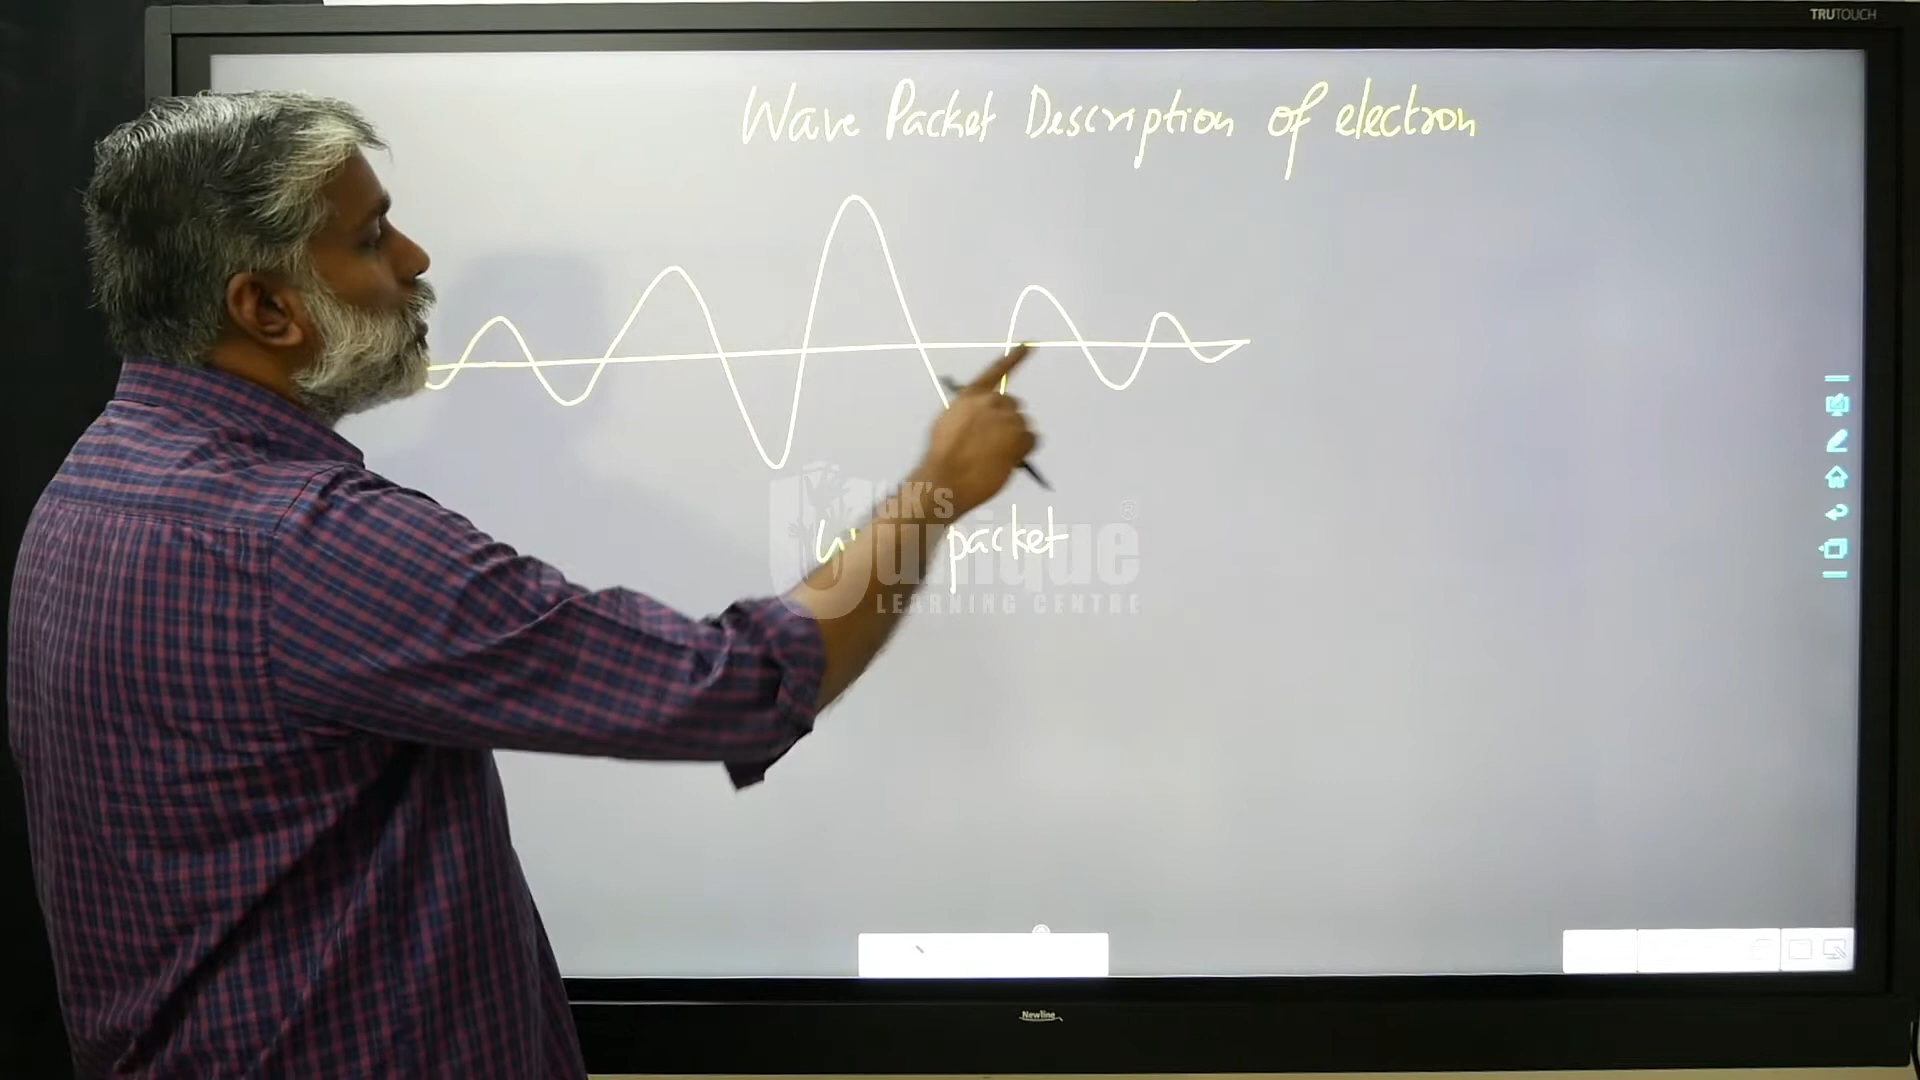 TRUTOUCH
Wave Packet Description of electron
packet
GK's
unique
®
LEARNING CENTRE
Newline